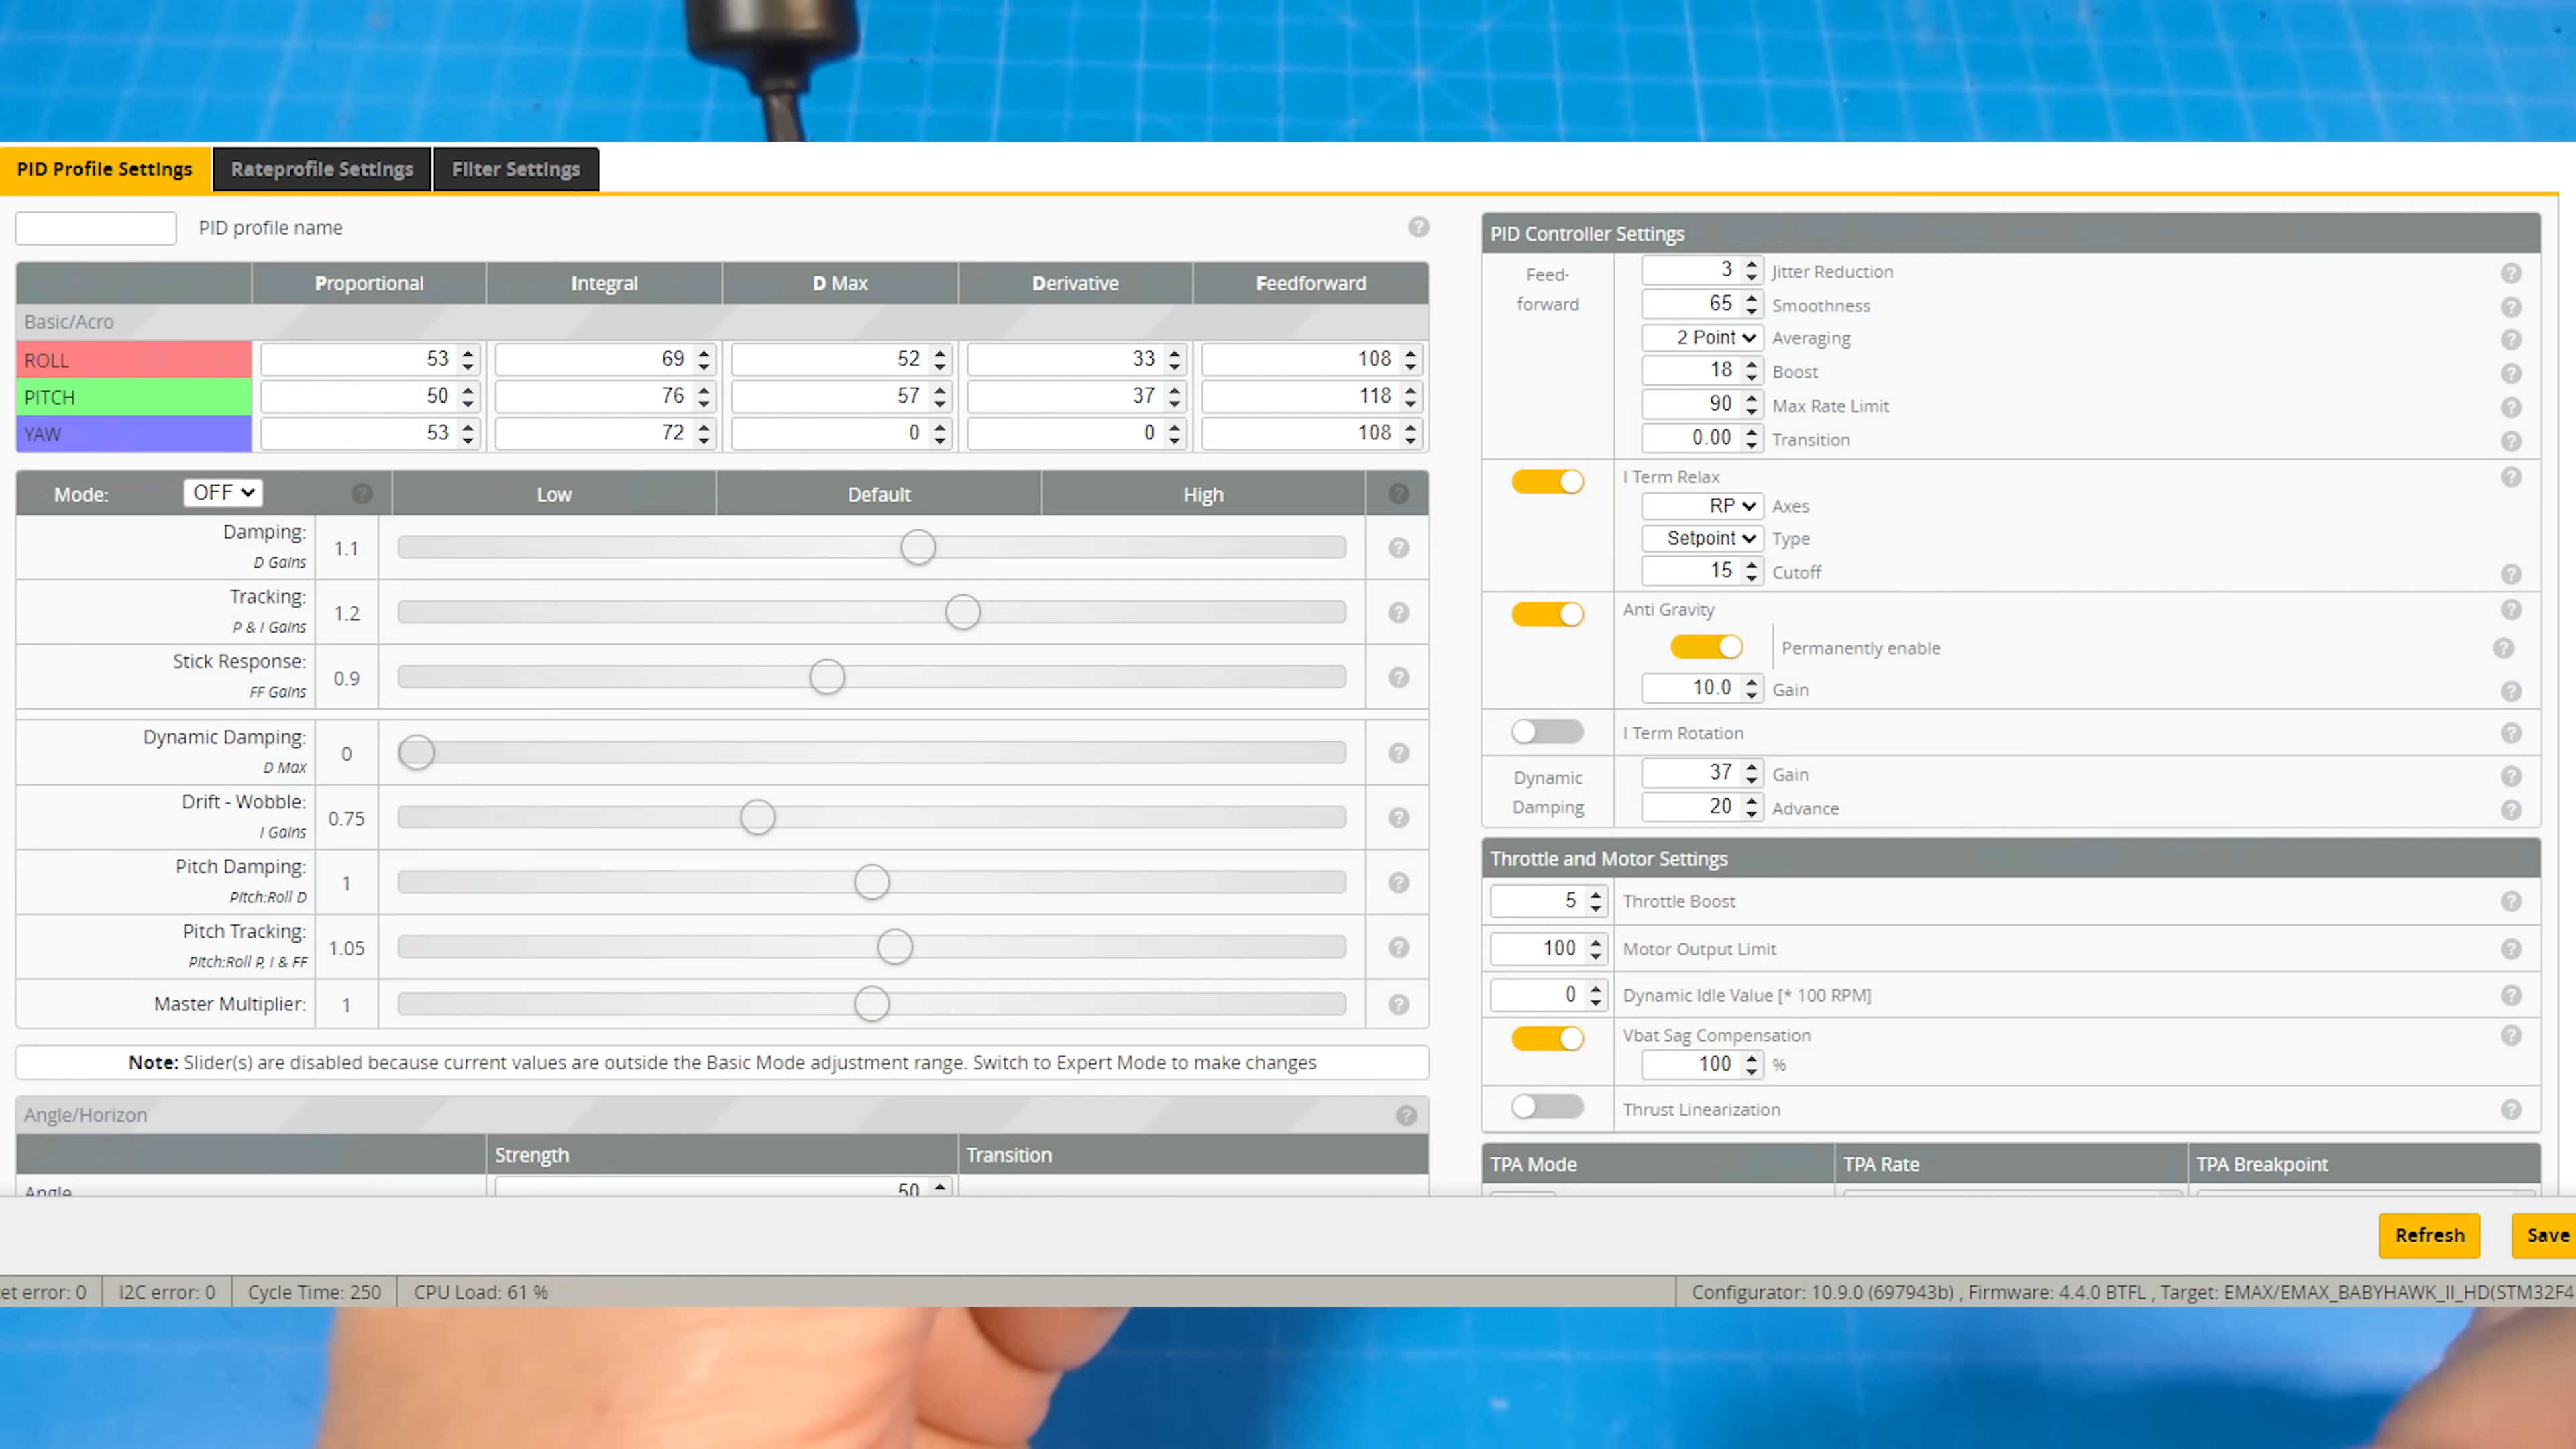 PID Profile Settings Rateprofile Settings Filter Settings
PID profile name
Proportional Integral D Max Derivative Feedforward
Basic/Acro
ROLL 53 69 52 33 108
PITCH 50 76 57 37 118
YAW 53 72 0 0 108
Mode: OFF Low Default High
Damping:
D Gains
1.1
Tracking:
P & I Gains
1.2
Stick Response:
FF Gains
0.9
Dynamic Damping:
D Max
0
Drift - Wobble:
I Gains
0.75
Pitch Damping:
Pitch:Roll D
1
Pitch Tracking:
Pitch:Roll P, I & FF
1.05
Master Multiplier: 1
Note: Slider(s) are disabled because current values are outside the Basic Mode adjustment range. Switch to Expert Mode to make changes
Angle/Horizon
Strength Transition
Angle 50
PID Controller Settings
Feed-
forward
3 Jitter Reduction
65 Smoothness
2 Point Averaging
18 Boost
90 Max Rate Limit
0.00 Transition
I Term Relax
RP Axes
Setpoint Type
15 Cutoff
Anti Gravity
Permanently enable
10.0 Gain
I Term Rotation
Dynamic
Damping
37 Gain
20 Advance
Throttle and Motor Settings
5 Throttle Boost
100 Motor Output Limit
0 Dynamic Idle Value [* 100 RPM]
Vbat Sag Compensation
100 %
Thrust Linearization
TPA Mode TPA Rate TPA Breakpoint
Refresh Save
et error: 0 I2C error: 0 Cycle Time: 250 CPU Load: 61 % Configurator: 10.9.0 (697943b) , Firmware: 4.4.0 BTFL , Target: EMAX/EMAX_BABYHAWK_II_HD(STM32F4